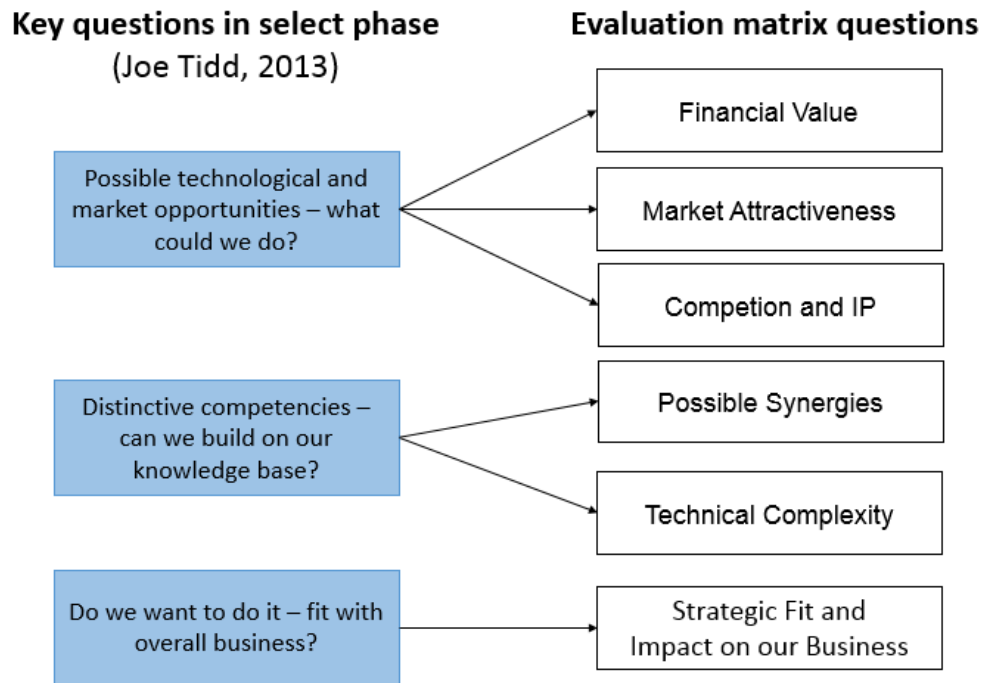 Key questions in select phase
(Joe Tidd, 2013)
Evaluation matrix questions
Possible technological and
market opportunities – what
could we do?
Financial Value
Market Attractiveness
Competion and IP
Distinctive competencies –
can we build on our
knowledge base?
Possible Synergies
Technical Complexity
Do we want to do it – fit with
overall business?
Strategic Fit and
Impact on our Business